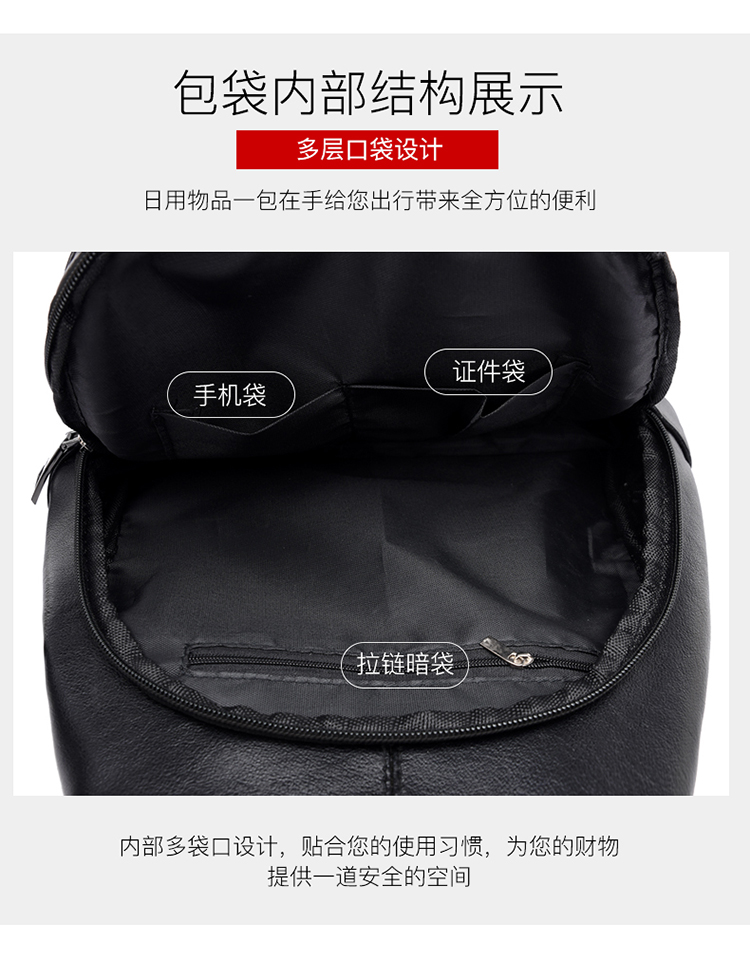 包袋内部结构展示
多层口袋设计
日用物品一包在手给您出行带来全方位的便利
证件袋
手机袋
拉链暗袋
内部多袋口设计，贴合您的使用习惯，为您的财物
提供一道安全的空间